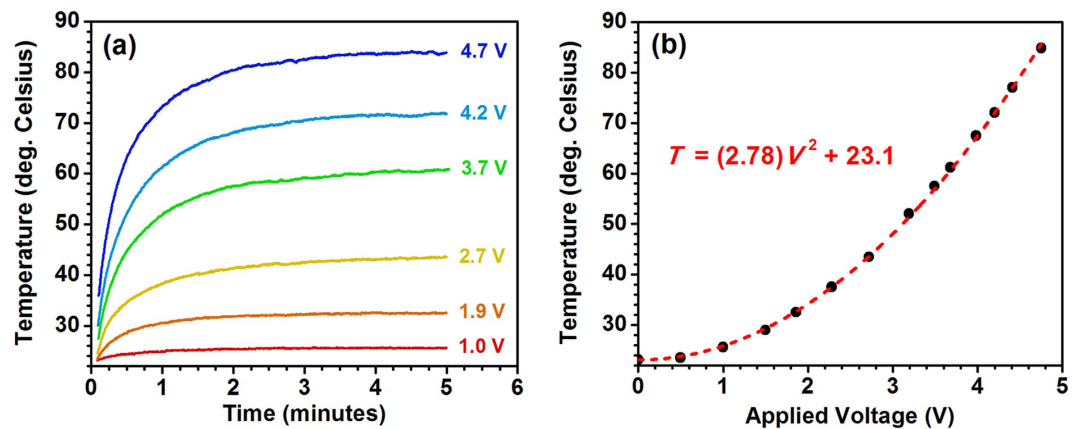 (a)
Temperature (deg. Celsius)
90
80
70
60
50
40
30
4.7 V
4.2 V
3.7 V
2.7 V
1.9 V
1.0 V
0 1 2 3 4 5 6
Time (minutes)
(b)
Temperature (deg. Celsius)
90
80
70
60
50
40
30
T = (2.78) V² + 23.1
0 1 2 3 4 5
Applied Voltage (V)